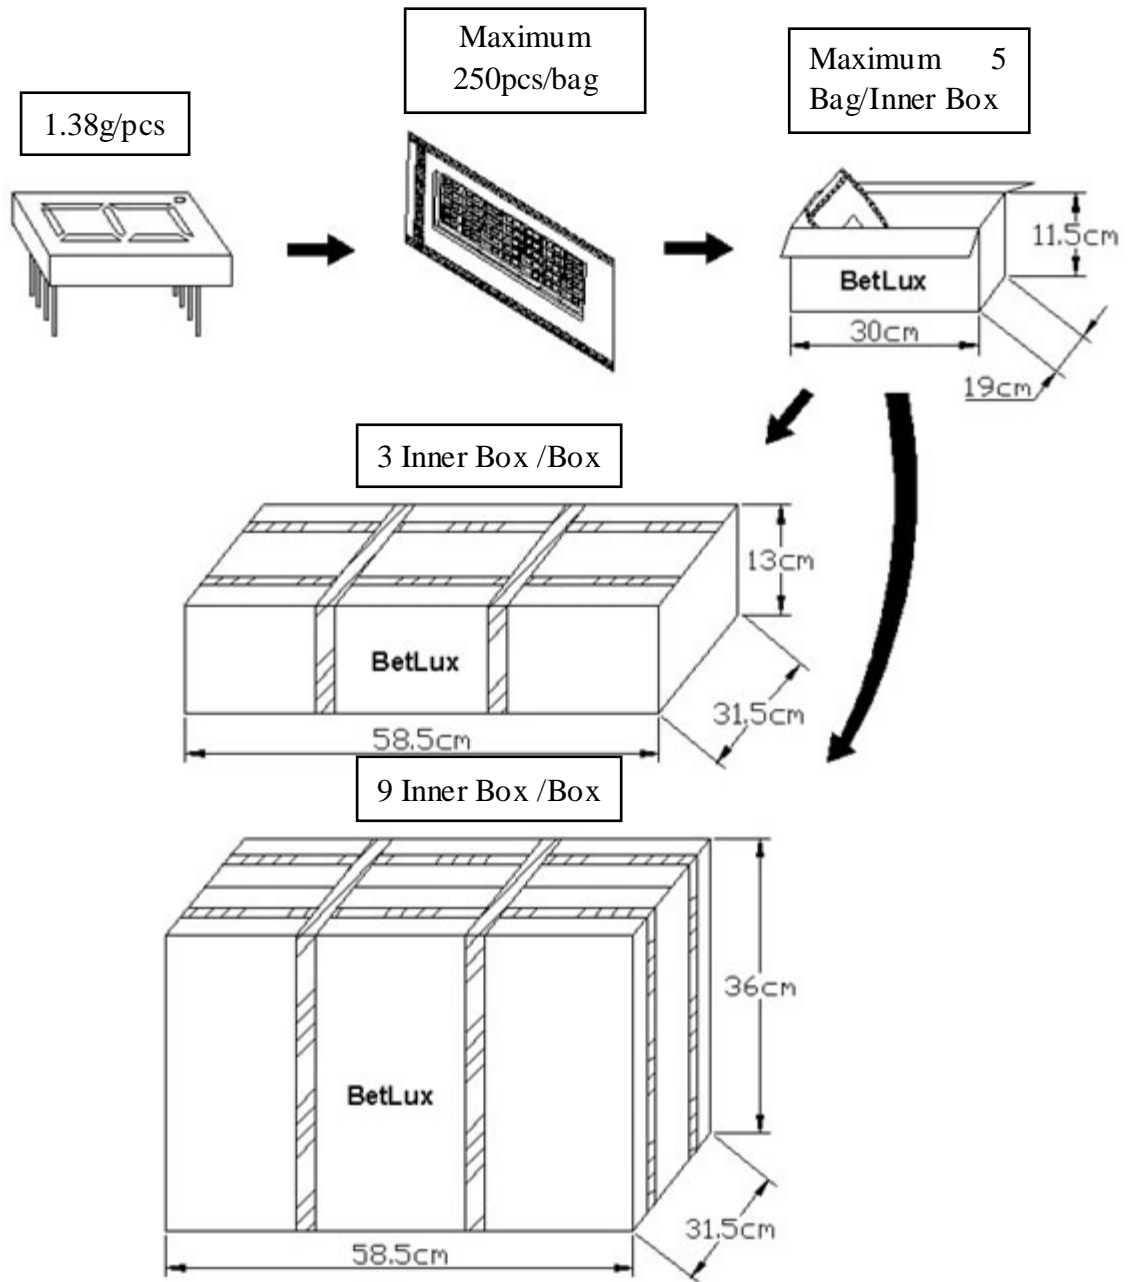 Maximum
250pcs/bag
Maximum 5
Bag/Inner Box
1.38g/pcs
11.5cm
BetLux
30cm
19cm
3 Inner Box /Box
13cm
BetLux
31.5cm
58.5cm
9 Inner Box /Box
36cm
BetLux
31.5cm
58.5cm